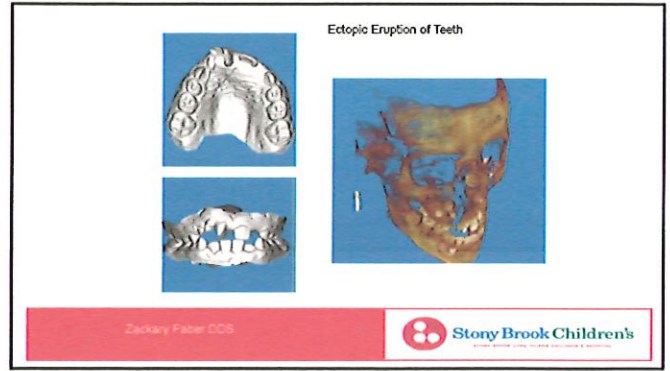 Ectopic Eruption of Teeth
Zackary Faber DDS
Stony Brook Children's